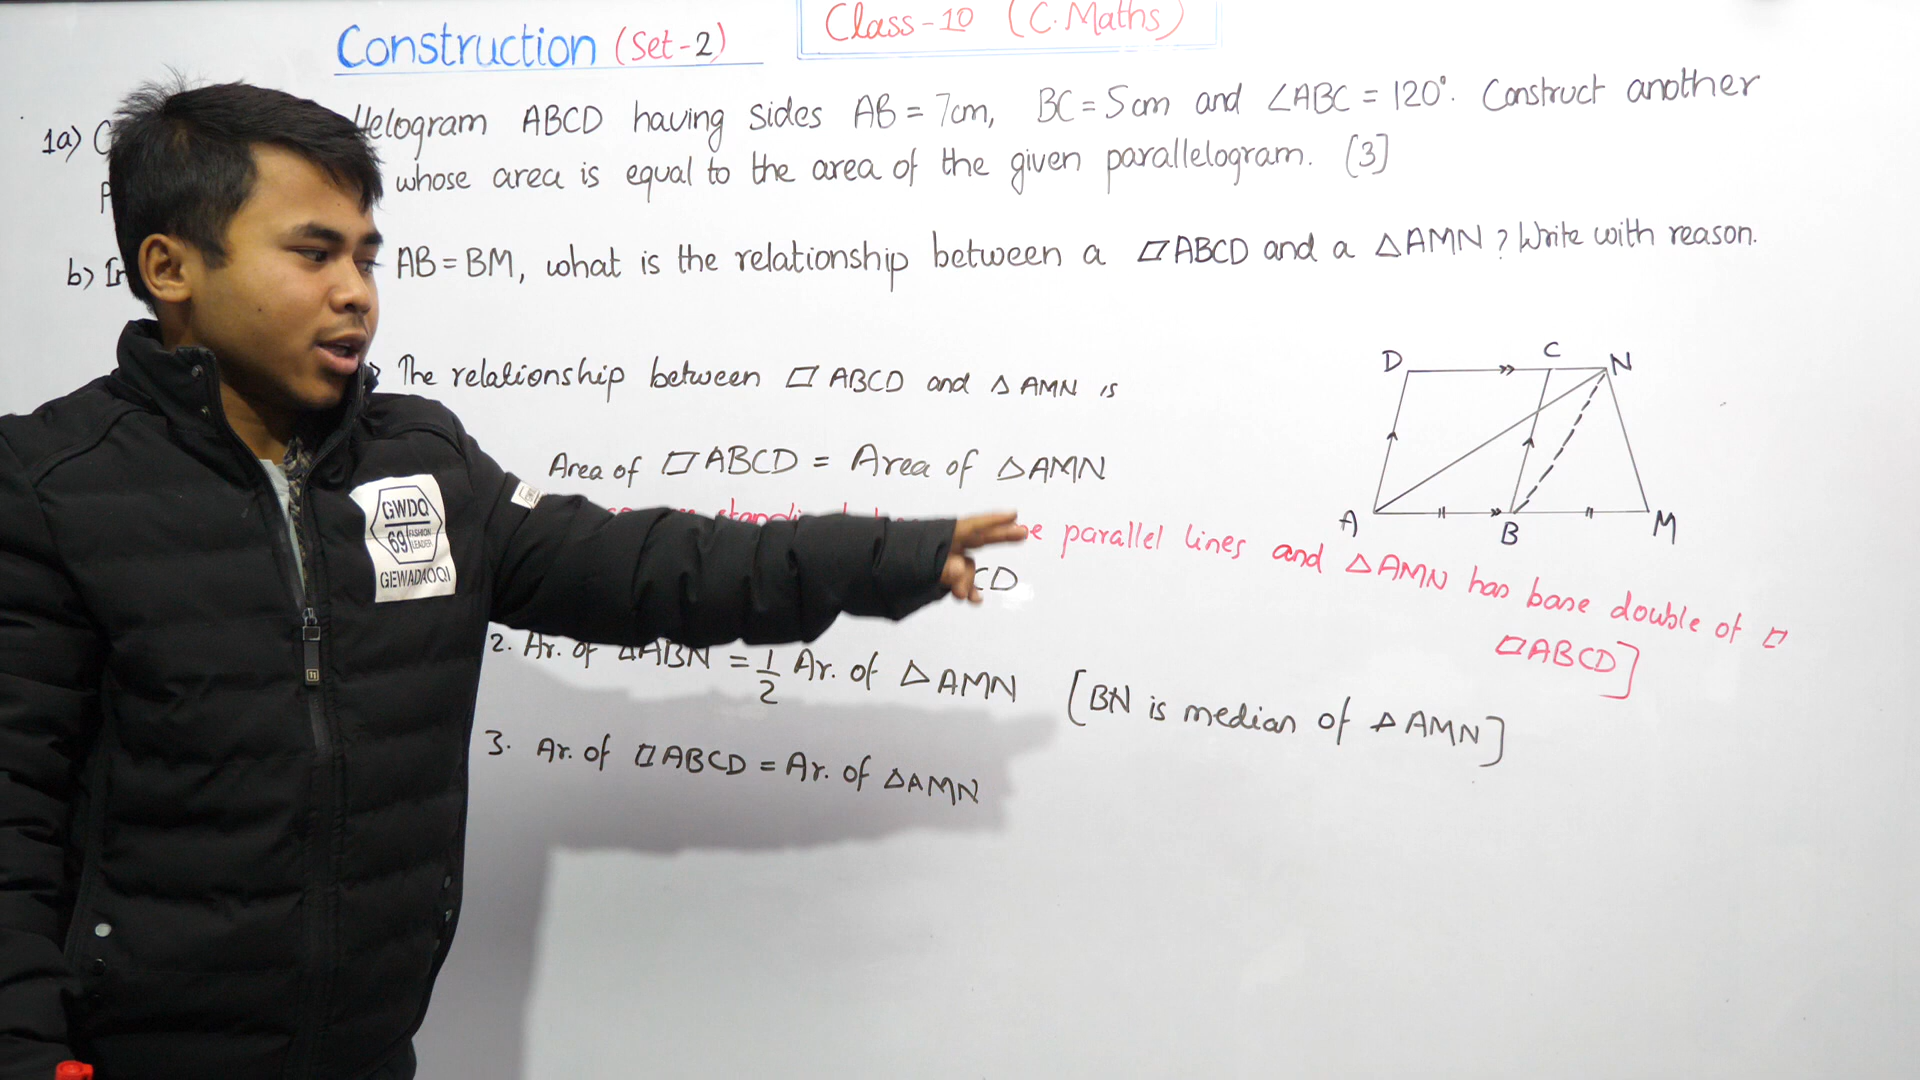 Construction (Set-2)
Class-10 (C.Maths)
1a) ABCD having sides AB = 7cm, BC = 5cm and ∠ABC = 120°. Construct another
whose area is equal to the area of the given parallelogram. [3]
b) AB = BM, what is the relationship between a ▱ABCD and a △AMN? Write with reason.
The relationship between ▱ABCD and △AMN is
D C N
A B M
Area of ▱ABCD = Area of △AMN
parallel lines and △AMN has base double of ▱
▱ABCD]
CD
2. Ar. of △ABN = 1/2 Ar. of △AMN [BN is median of △AMN]
3. Ar. of ▱ABCD = Ar. of △AMN
GWDQ
69 FASHION LEADER
GEWADAOQI